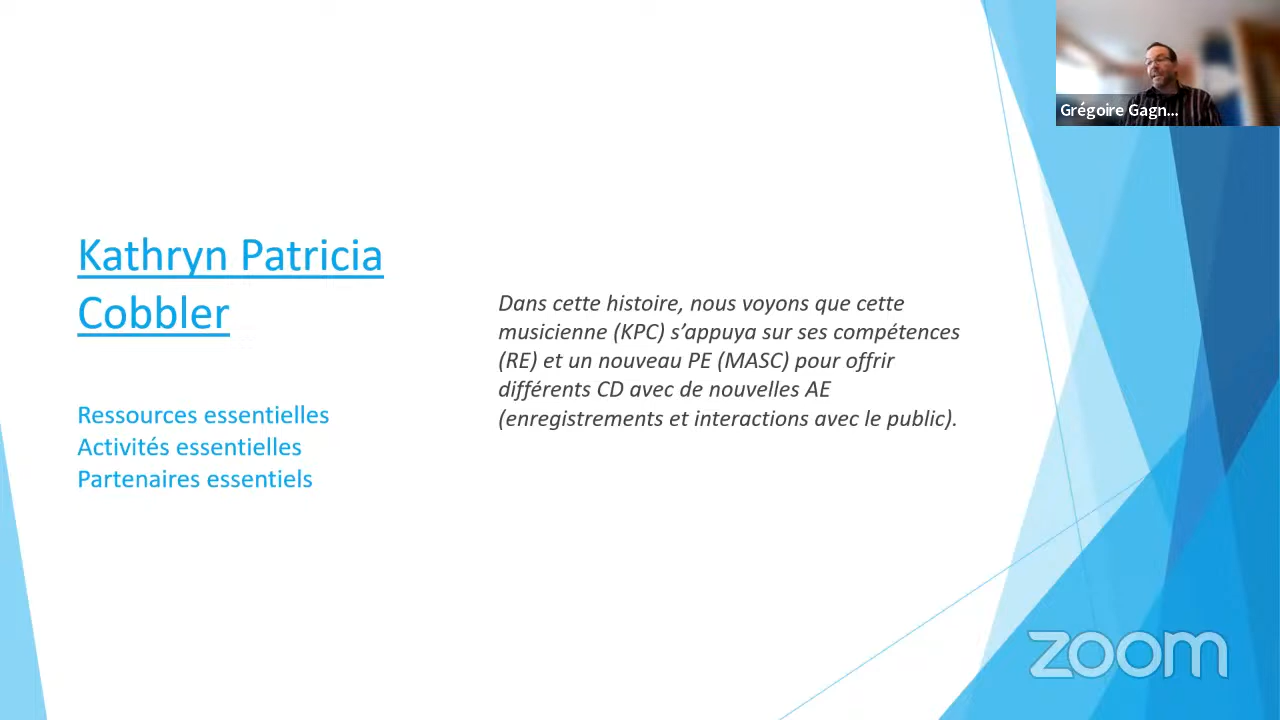 Grégoire Gagn...
Kathryn Patricia
Cobbler
Ressources essentielles
Activités essentielles
Partenaires essentiels
Dans cette histoire, nous voyons que cette
musicienne (KPC) s’appuya sur ses compétences
(RE) et un nouveau PE (MASC) pour offrir
différents CD avec de nouvelles AE
(enregistrements et interactions avec le public).
zoom